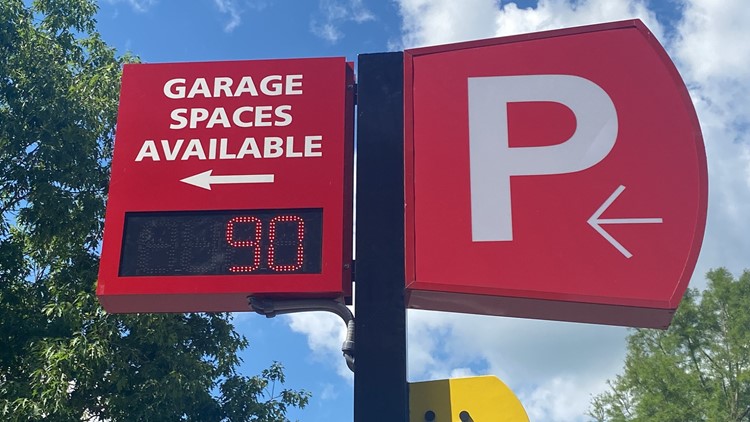 GARAGE
SPACES
AVAILABLE
90
P